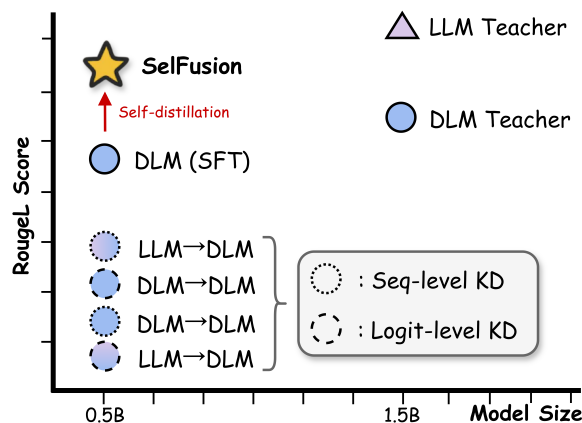 LLM Teacher
SelFusion
Self-distillation
DLM Teacher
DLM (SFT)
RougeL Score
LLM→DLM
DLM→DLM
DLM→DLM
LLM→DLM
: Seq-level KD
: Logit-level KD
0.5B
1.5B
Model Size